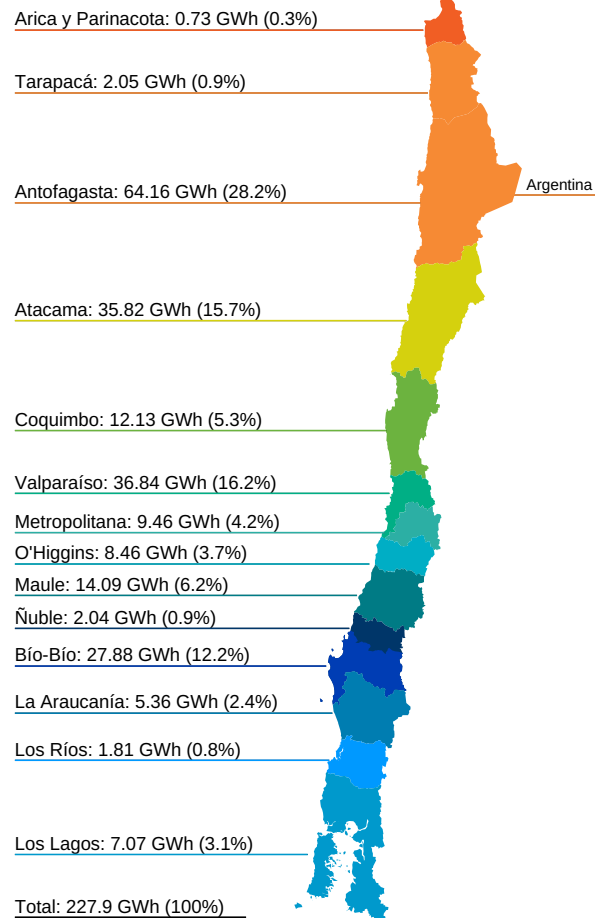 Arica y Parinacota: 0.73 GWh (0.3%)
Tarapacá: 2.05 GWh (0.9%)
Antofagasta: 64.16 GWh (28.2%)
Argentina
Atacama: 35.82 GWh (15.7%)
Coquimbo: 12.13 GWh (5.3%)
Valparaíso: 36.84 GWh (16.2%)
Metropolitana: 9.46 GWh (4.2%)
O'Higgins: 8.46 GWh (3.7%)
Maule: 14.09 GWh (6.2%)
Ñuble: 2.04 GWh (0.9%)
Bío-Bío: 27.88 GWh (12.2%)
La Araucanía: 5.36 GWh (2.4%)
Los Ríos: 1.81 GWh (0.8%)
Los Lagos: 7.07 GWh (3.1%)
Total: 227.9 GWh (100%)